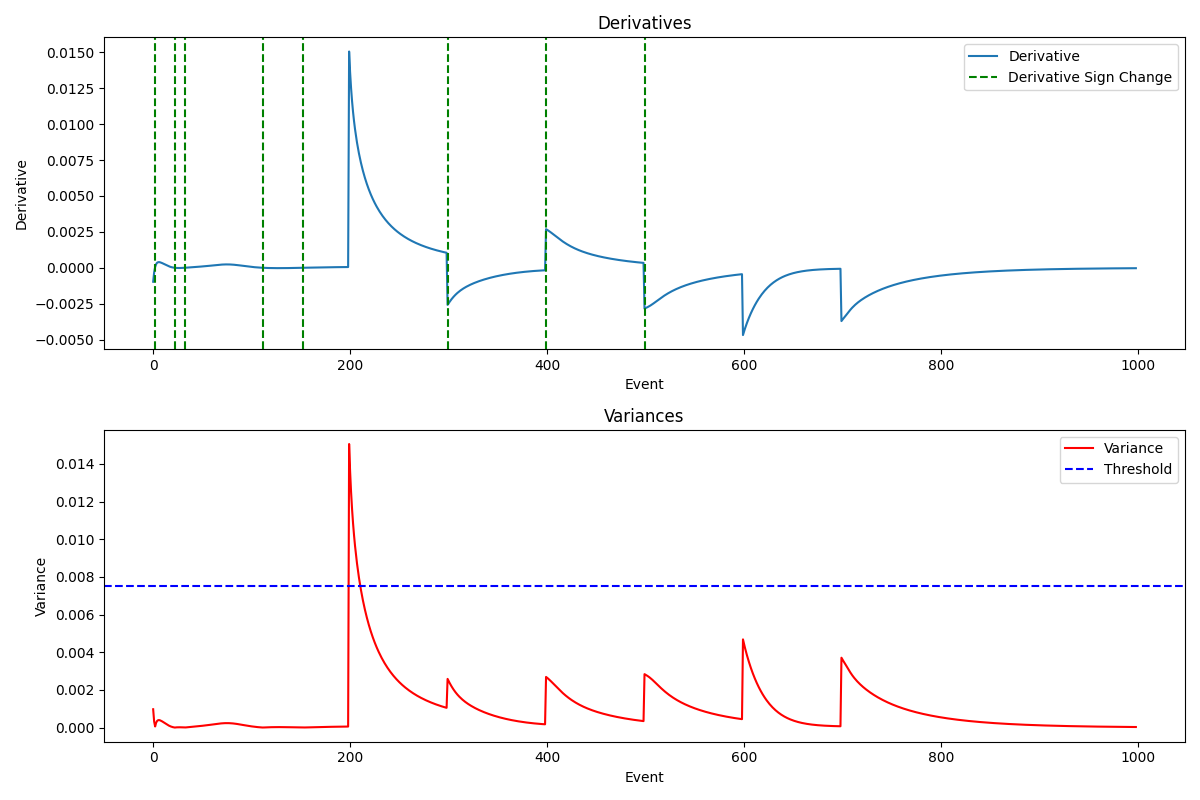 Derivatives
Derivative
Derivative Sign Change
0.0150
0.0125
0.0100
0.0075
0.0050
0.0025
0.0000
−0.0025
−0.0050
Derivative
0 200 400 600 800 1000
Event
Variances
Variance
Threshold
0.014
0.012
0.010
0.008
0.006
0.004
0.002
0.000
Variance
0 200 400 600 800 1000
Event